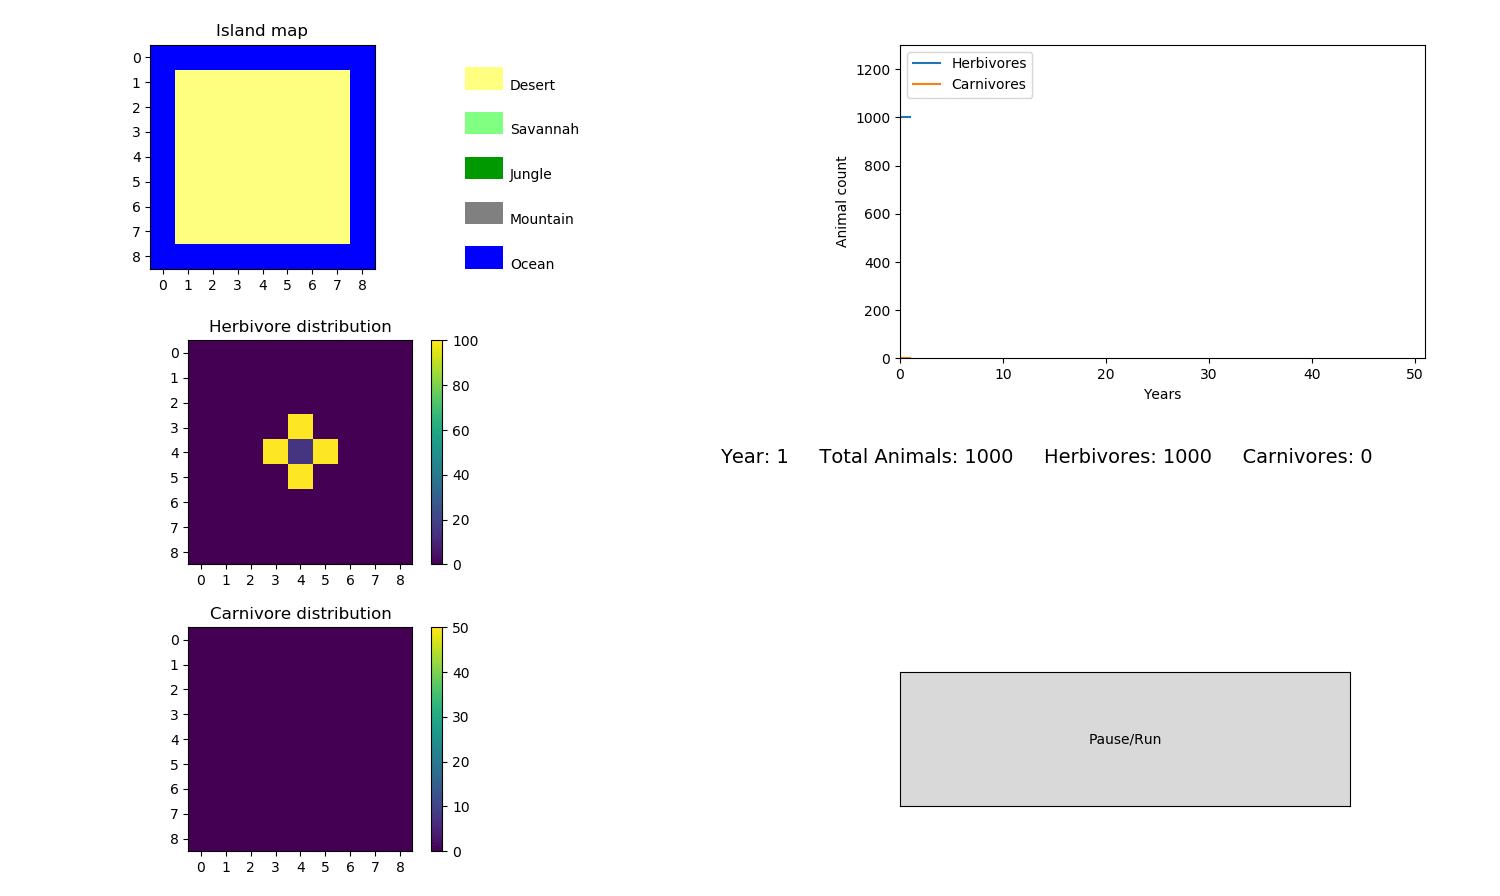 Island map
0
1
2
3
4
5
6
7
8
0 1 2 3 4 5 6 7 8
Desert
Savannah
Jungle
Mountain
Ocean
Herbivore distribution
0
1
2
3
4
5
6
7
8
0 1 2 3 4 5 6 7 8
100
80
60
40
20
0
Carnivore distribution
0
1
2
3
4
5
6
7
8
0 1 2 3 4 5 6 7 8
50
40
30
20
10
0
Herbivores
Carnivores
Animal count
1200
1000
800
600
400
200
0
0 10 20 30 40 50
Years
Year: 1 Total Animals: 1000 Herbivores: 1000 Carnivores: 0
Pause/Run